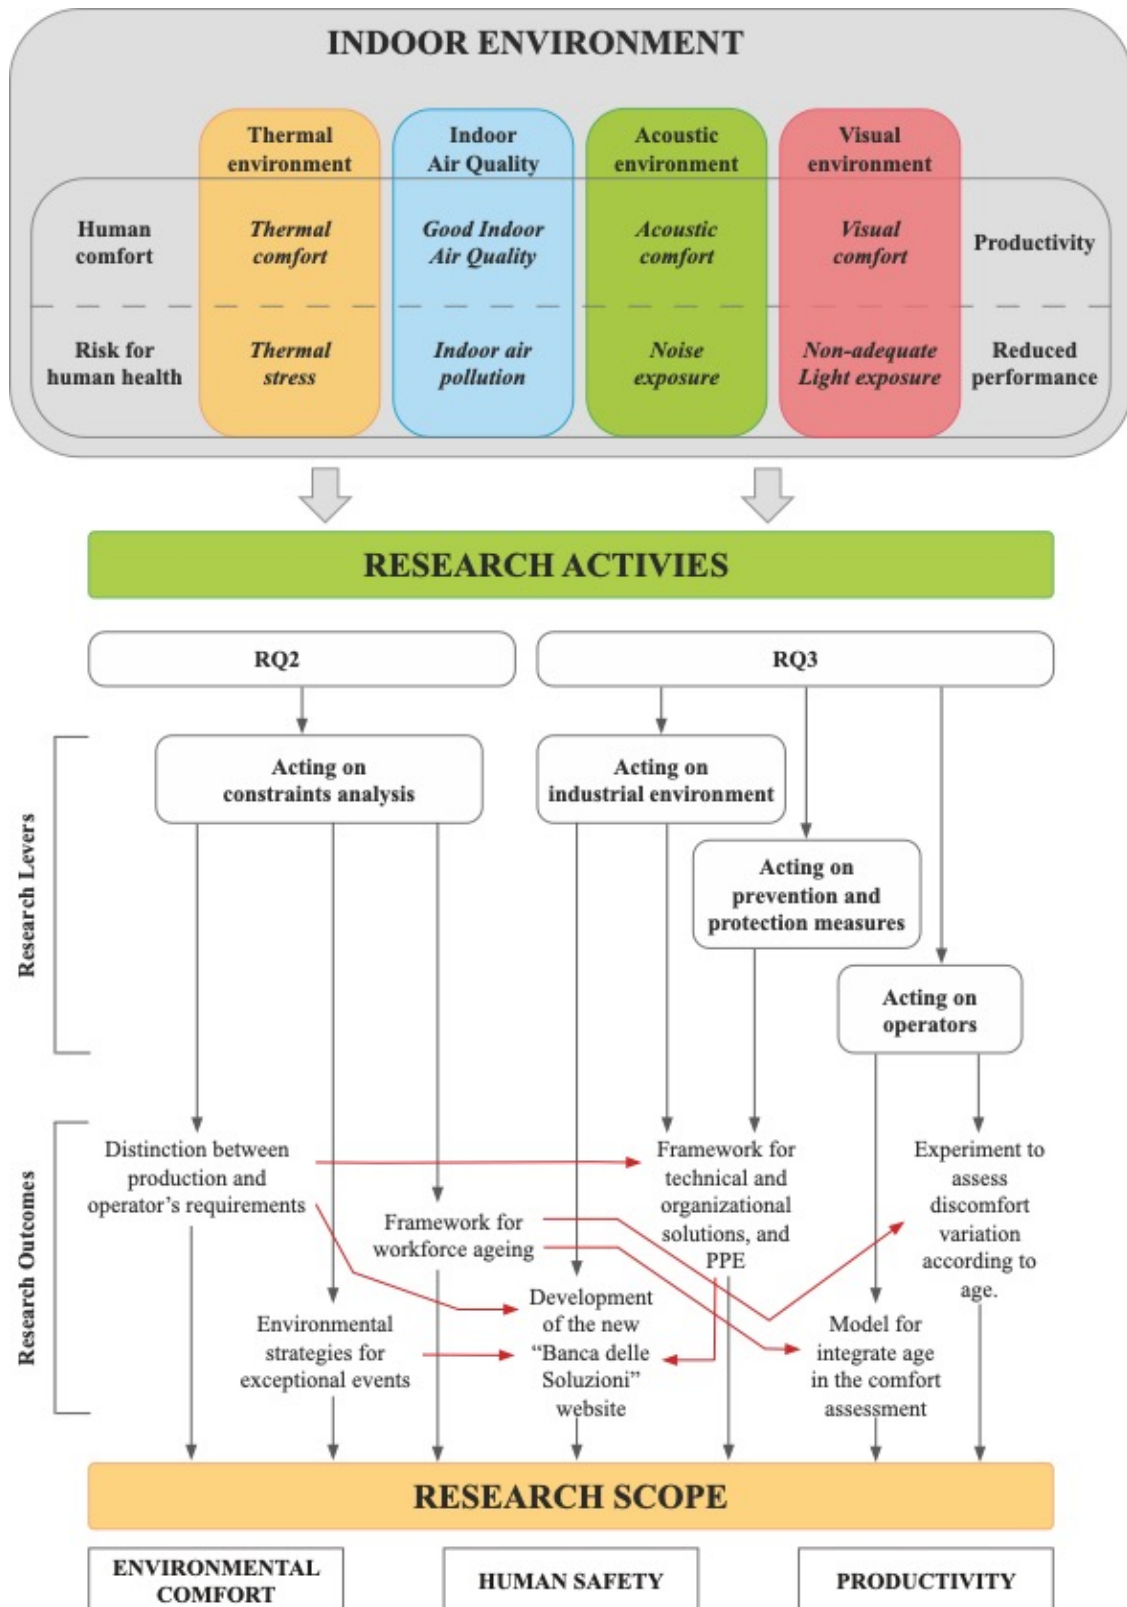 INDOOR ENVIRONMENT
Thermal
environment
Indoor
Air Quality
Acoustic
environment
Visual
environment
Human
comfort
Thermal
comfort
Good Indoor
Air Quality
Acoustic
comfort
Visual
comfort
Productivity
Risk for
human health
Thermal
stress
Indoor air
pollution
Noise
exposure
Non-adequate
Light exposure
Reduced
performance
RESEARCH ACTIVIES
RQ2
RQ3
Research Levers
Acting on
constraints analysis
Acting on
industrial environment
Acting on
prevention and
protection measures
Acting on
operators
Research Outcomes
Distinction between
production and
operator’s requirements
Framework for
workforce ageing
Environmental
strategies for
exceptional events
Development
of the new
“Banca delle
Soluzioni”
website
Framework for
technical and
organizational
solutions, and
PPE
Model for
integrate age
in the comfort
assessment
Experiment to
assess
discomfort
variation
according to
age.
RESEARCH SCOPE
ENVIRONMENTAL
COMFORT
HUMAN SAFETY
PRODUCTIVITY